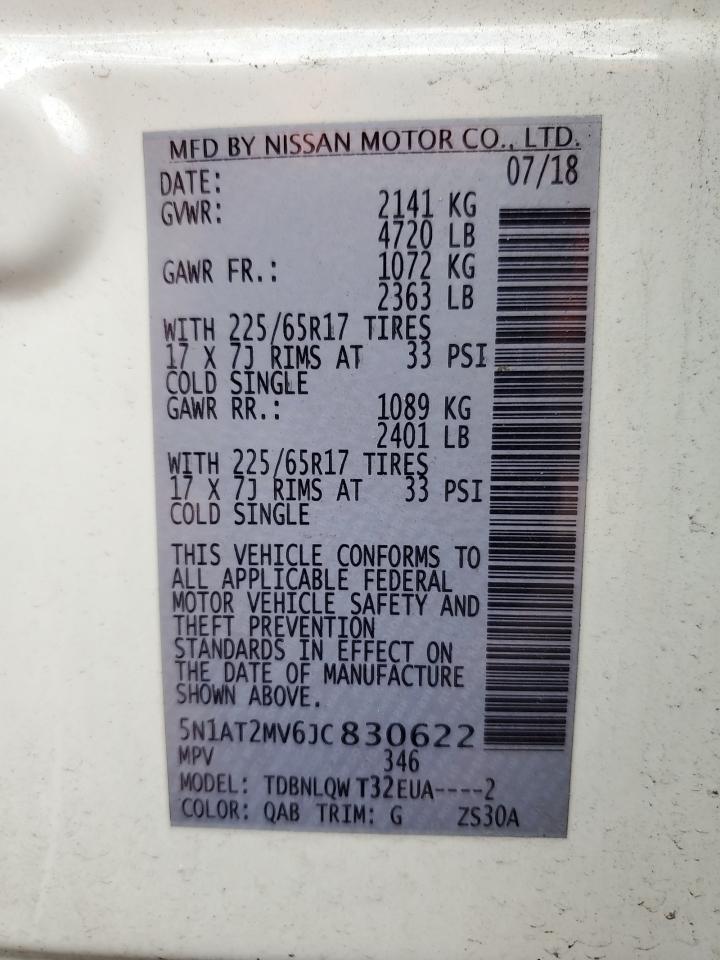 MFD BY NISSAN MOTOR CO., LTD.
DATE: 07/18
GVWR: 2141 KG
4720 LB
GAWR FR.: 1072 KG
2363 LB
WITH 225/65R17 TIRES
17 X 7J RIMS AT 33 PSI
COLD SINGLE
GAWR RR.: 1089 KG
2401 LB
WITH 225/65R17 TIRES
17 X 7J RIMS AT 33 PSI
COLD SINGLE
THIS VEHICLE CONFORMS TO
ALL APPLICABLE FEDERAL
MOTOR VEHICLE SAFETY AND
THEFT PREVENTION
STANDARDS IN EFFECT ON
THE DATE OF MANUFACTURE
SHOWN ABOVE.
5N1AT2MV6JC830622
MPV 346
MODEL: TDBNLQW T32EUA----2
COLOR: QAB TRIM: G ZS30A